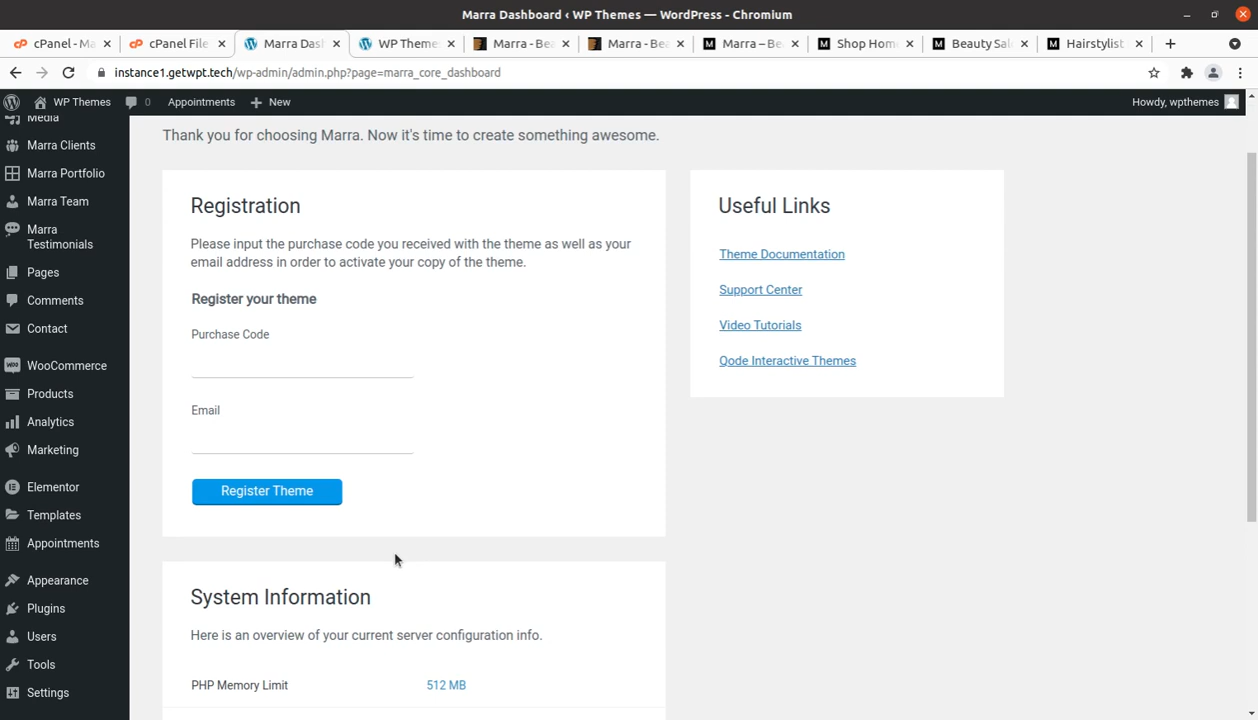 Marra Dashboard ‹ WP Themes — WordPress - Chromium
cPanel - Ma
cPanel File
Marra Das
WP Themes
Marra - Bea
Marra - Bea
Marra – Be
Shop Hom
Beauty Sal
Hairstylist
instance1.getwpt.tech/wp-admin/admin.php?page=marra_core_dashboard
WP Themes
0
Appointments
New
Howdy, wpthemes
Media
Marra Clients
Marra Portfolio
Marra Team
Marra
Testimonials
Pages
Comments
Contact
WooCommerce
Products
Analytics
Marketing
Elementor
Templates
Appointments
Appearance
Plugins
Users
Tools
Settings
Thank you for choosing Marra. Now it's time to create something awesome.
Registration
Please input the purchase code you received with the theme as well as your
email address in order to activate your copy of the theme.
Register your theme
Purchase Code
Email
Register Theme
Useful Links
Theme Documentation
Support Center
Video Tutorials
Qode Interactive Themes
System Information
Here is an overview of your current server configuration info.
PHP Memory Limit
512 MB